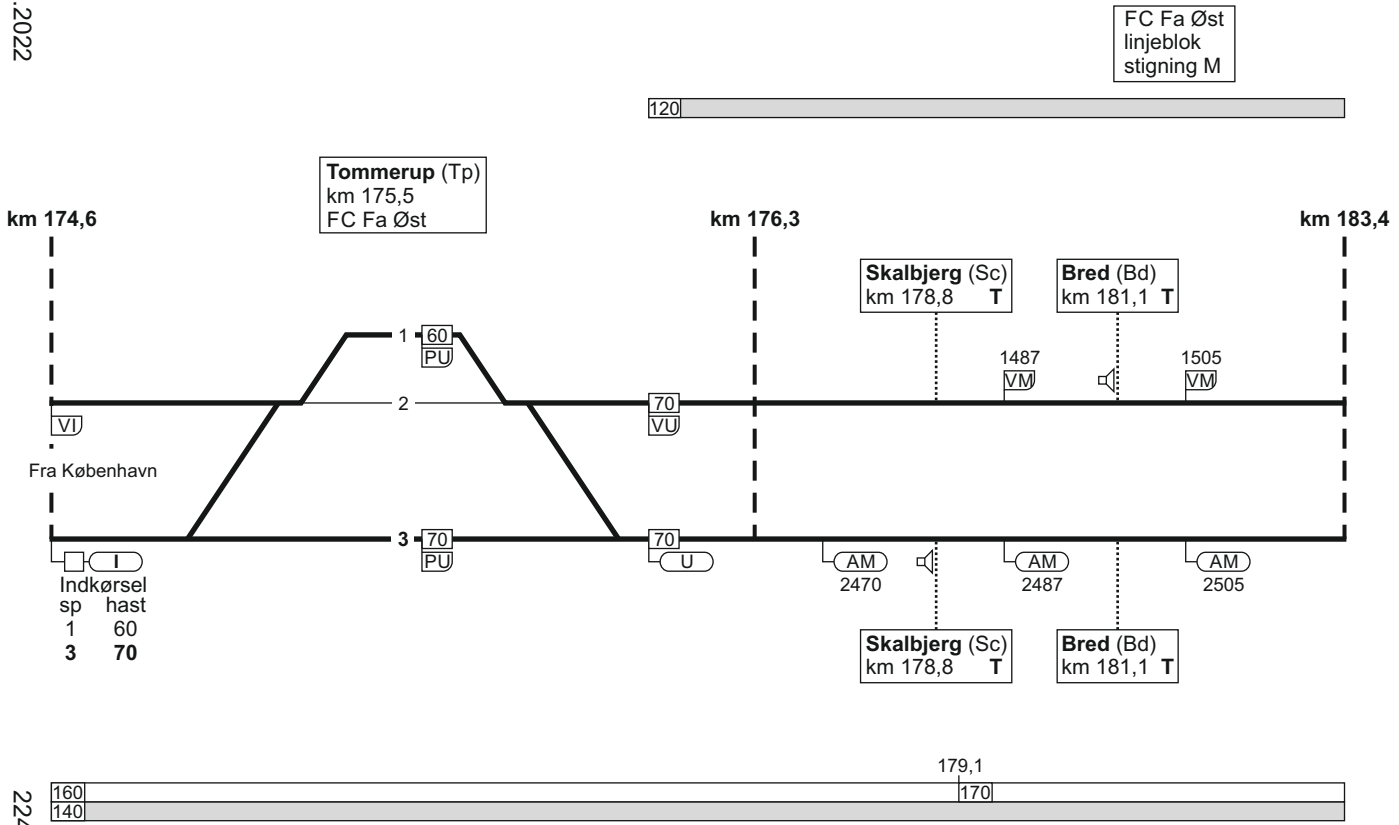 .2022
FC Fa Øst
linjeblok
stigning M
120
Tommerup (Tp)
km 175,5
FC Fa Øst
km 174,6
km 176,3
km 183,4
Skalbjerg (Sc)
km 178,8 T
Bred (Bd)
km 181,1 T
1 60
PU
1487
VM
1505
VM
2
70
VI
VU
Fra København
3 70
PU
70
U
I
Indkørsel
sp hast
1 60
3 70
AM
2470
AM
2487
AM
2505
Skalbjerg (Sc)
km 178,8 T
Bred (Bd)
km 181,1 T
179,1
160
170
140
224